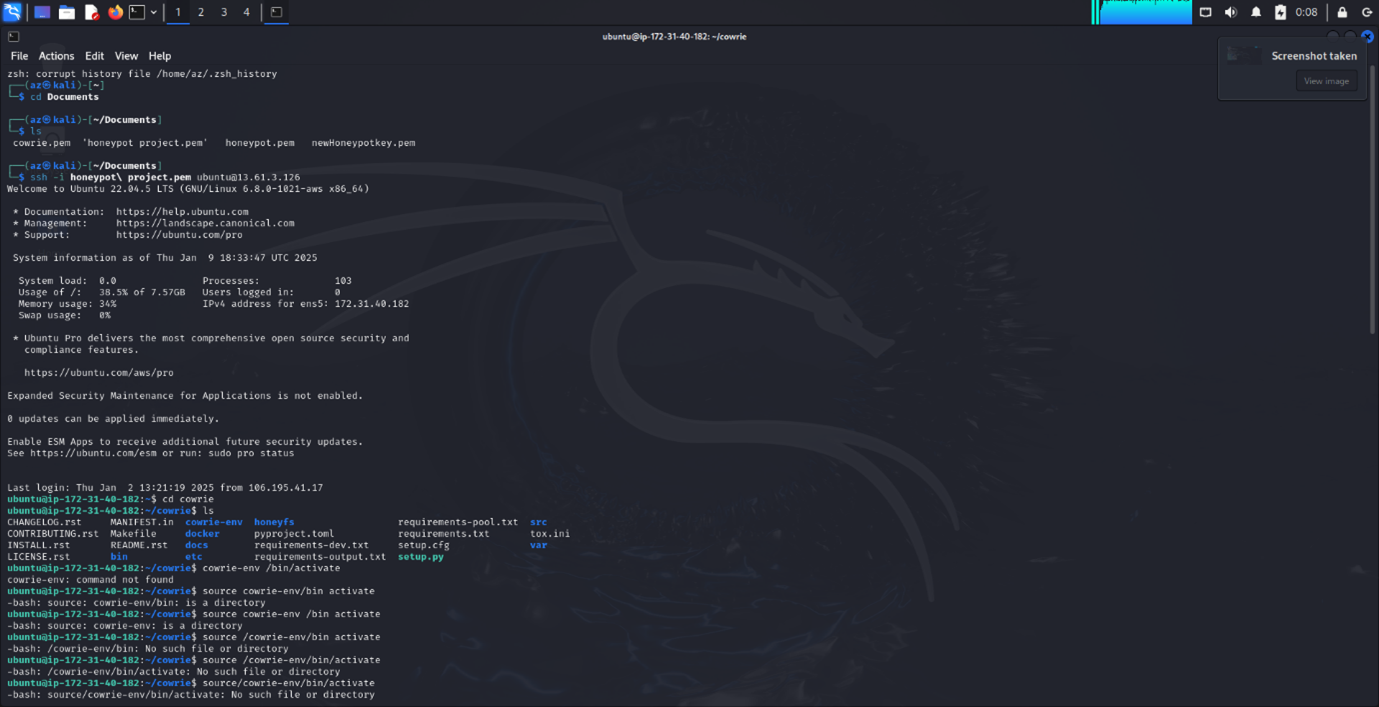 1 2 3 4 0:08
ubuntu@ip-172-31-40-182: ~/cowrie
File Actions Edit View Help
Screenshot taken
View image
zsh: corrupt history file /home/az/.zsh_history
┌──(az㉿kali)-[~]
└─$ cd Documents
┌──(az㉿kali)-[~/Documents]
└─$ ls
cowrie.pem 'honeypot project.pem' honeypot.pem newHoneypotkey.pem
┌──(az㉿kali)-[~/Documents]
└─$ ssh -i honeypot\ project.pem ubuntu@13.61.3.126
Welcome to Ubuntu 22.04.5 LTS (GNU/Linux 6.8.0-1021-aws x86_64)
* Documentation: https://help.ubuntu.com
* Management: https://landscape.canonical.com
* Support: https://ubuntu.com/pro
System information as of Thu Jan 9 18:33:47 UTC 2025
System load: 0.0 Processes: 103
Usage of /: 38.5% of 7.57GB Users logged in: 0
Memory usage: 34% IPv4 address for ens5: 172.31.40.182
Swap usage: 0%
* Ubuntu Pro delivers the most comprehensive open source security and
compliance features.
https://ubuntu.com/aws/pro
Expanded Security Maintenance for Applications is not enabled.
0 updates can be applied immediately.
Enable ESM Apps to receive additional future security updates.
See https://ubuntu.com/esm or run: sudo pro status
Last login: Thu Jan 2 13:21:19 2025 from 106.195.41.17
ubuntu@ip-172-31-40-182:~$ cd cowrie
ubuntu@ip-172-31-40-182:~/cowrie$ ls
CHANGELOG.rst MANIFEST.in cowrie-env honeyfs requirements-pool.txt src
CONTRIBUTING.rst Makefile docker pyproject.toml requirements.txt tox.ini
INSTALL.rst README.rst docs requirements-dev.txt setup.cfg var
LICENSE.rst bin etc requirements-output.txt setup.py
ubuntu@ip-172-31-40-182:~/cowrie$ cowrie-env /bin/activate
cowrie-env: command not found
ubuntu@ip-172-31-40-182:~/cowrie$ source cowrie-env/bin activate
-bash: source: cowrie-env/bin: is a directory
ubuntu@ip-172-31-40-182:~/cowrie$ source cowrie-env /bin activate
-bash: source: cowrie-env: is a directory
ubuntu@ip-172-31-40-182:~/cowrie$ source /cowrie-env/bin activate
-bash: /cowrie-env/bin: No such file or directory
ubuntu@ip-172-31-40-182:~/cowrie$ source /cowrie-env/bin/activate
-bash: /cowrie-env/bin/activate: No such file or directory
ubuntu@ip-172-31-40-182:~/cowrie$ source/cowrie-env/bin/activate
-bash: source/cowrie-env/bin/activate: No such file or directory